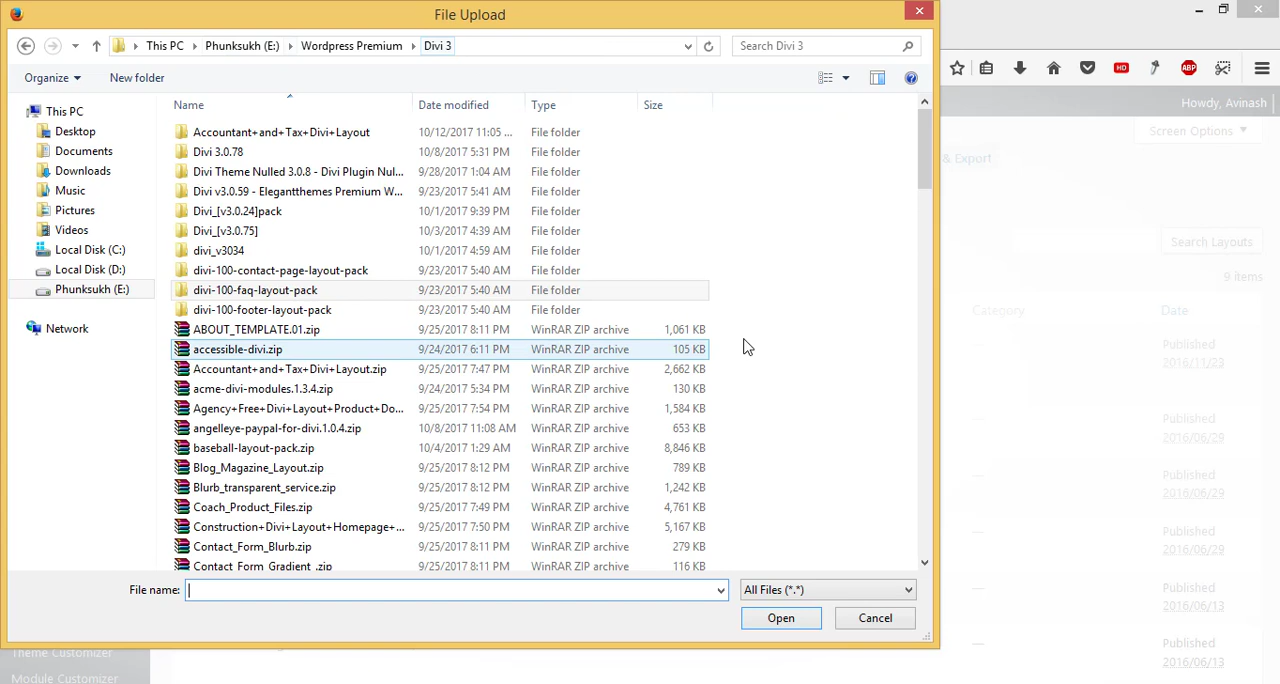 File Upload
This PC
Phunksukh (E:)
Wordpress Premium
Divi 3
Search Divi 3
Organize
New folder
HD
ABP
Howdy, Avinash
Screen Options
& Export
Search Layouts
9 items
Category
Date
This PC
Desktop
Documents
Downloads
Music
Pictures
Videos
Local Disk (C:)
Local Disk (D:)
Phunksukh (E:)
Network
Name Date modified Type Size
Accountant+and+Tax+Divi+Layout 10/12/2017 11:05 ... File folder
Divi 3.0.78 10/8/2017 5:31 PM File folder
Divi Theme Nulled 3.0.8 - Divi Plugin Nul... 9/28/2017 1:04 AM File folder
Divi v3.0.59 - Elegantthemes Premium W... 9/23/2017 5:41 AM File folder
Divi_[v3.0.24]pack 10/1/2017 9:39 PM File folder
Divi_[v3.0.75] 10/3/2017 4:39 AM File folder
divi_v3034 10/1/2017 4:59 AM File folder
divi-100-contact-page-layout-pack 9/23/2017 5:40 AM File folder
divi-100-faq-layout-pack 9/23/2017 5:40 AM File folder
divi-100-footer-layout-pack 9/23/2017 5:40 AM File folder
ABOUT_TEMPLATE.01.zip 9/25/2017 8:11 PM WinRAR ZIP archive 1,061 KB
accessible-divi.zip 9/24/2017 6:11 PM WinRAR ZIP archive 105 KB
Accountant+and+Tax+Divi+Layout.zip 9/25/2017 7:47 PM WinRAR ZIP archive 2,662 KB
acme-divi-modules.1.3.4.zip 9/24/2017 5:34 PM WinRAR ZIP archive 130 KB
Agency+Free+Divi+Layout+Product+Do... 9/25/2017 7:54 PM WinRAR ZIP archive 1,584 KB
angelleye-paypal-for-divi.1.0.4.zip 10/8/2017 11:08 AM WinRAR ZIP archive 653 KB
baseball-layout-pack.zip 10/4/2017 1:29 AM WinRAR ZIP archive 8,846 KB
Blog_Magazine_Layout.zip 9/25/2017 8:12 PM WinRAR ZIP archive 789 KB
Blurb_transparent_service.zip 9/25/2017 8:12 PM WinRAR ZIP archive 1,242 KB
Coach_Product_Files.zip 9/25/2017 7:49 PM WinRAR ZIP archive 4,761 KB
Construction+Divi+Layout+Homepage+... 9/25/2017 7:50 PM WinRAR ZIP archive 5,167 KB
Contact_Form_Blurb.zip 9/25/2017 8:11 PM WinRAR ZIP archive 279 KB
Contact_Form_Gradient_.zip 9/25/2017 8:11 PM WinRAR ZIP archive 116 KB
Published
2016/11/23
Published
2016/06/29
Published
2016/06/29
Published
2016/06/29
Published
2016/06/13
Published
2016/06/13
File name:
All Files (*.*)
Open
Cancel
Theme Customizer
Module Customizer